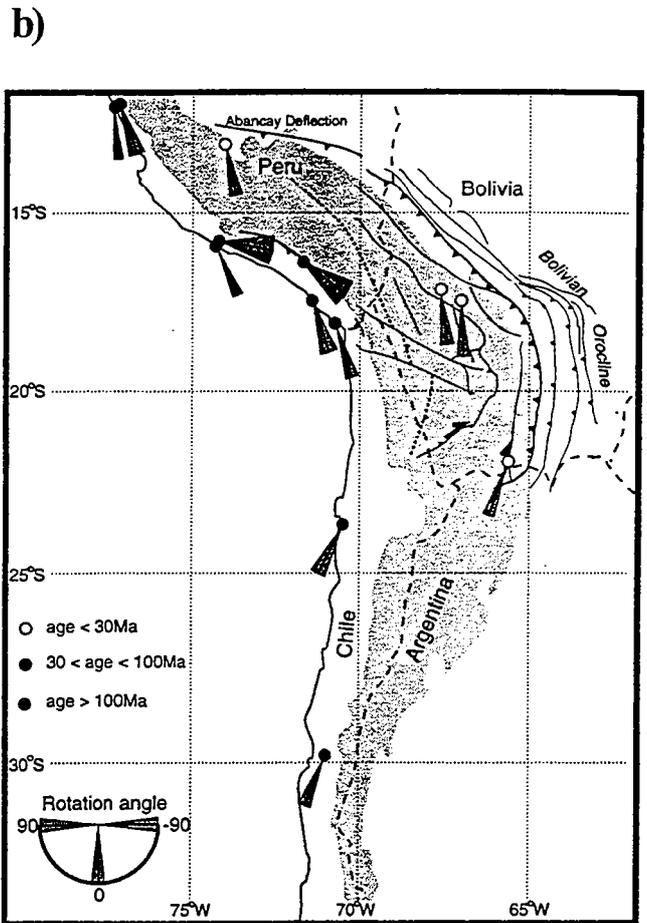 b)
Abancay Deflection
Peru
Bolivia
15°S
Bolivian
Orocline
20°S
25°S
Chile
Argentina
age < 30Ma
30 < age < 100Ma
age > 100Ma
30°S
Rotation angle
90
-90
0
75°W
70°W
65°W